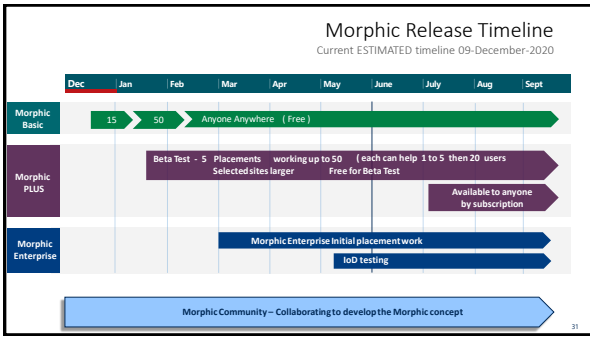 Morphic Release Timeline
Current ESTIMATED timeline 09-December-2020
Dec Jan Feb Mar Apr May June July Aug Sept
Morphic
Basic
15 50 Anyone Anywhere ( Free )
Morphic
PLUS
Beta Test - 5 Placements working up to 50 ( each can help 1 to 5 then 20 users
Selected sites larger Free for Beta Test
Available to anyone
by subscription
Morphic
Enterprise
Morphic Enterprise Initial placement work
IoD testing
Morphic Community – Collaborating to develop the Morphic concept
31